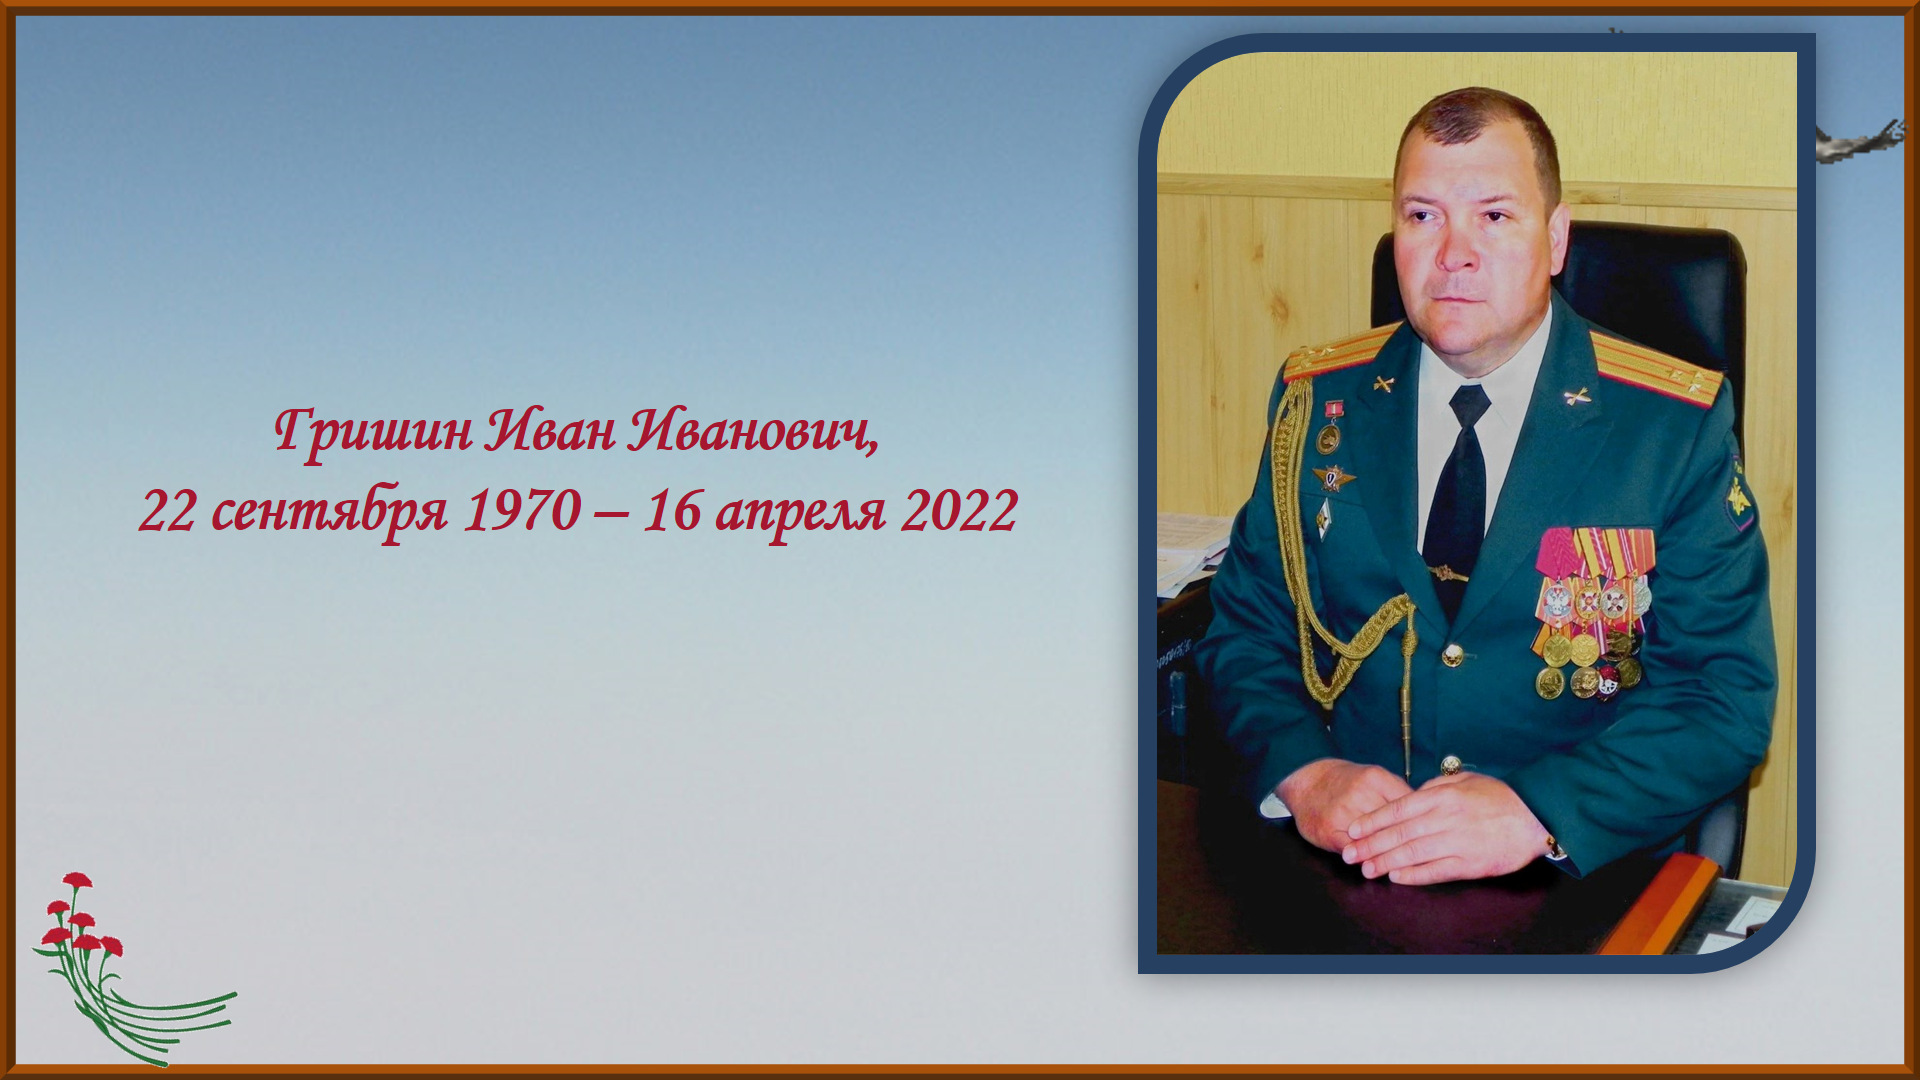 Гришин Иван Иванович,
22 сентября 1970 – 16 апреля 2022